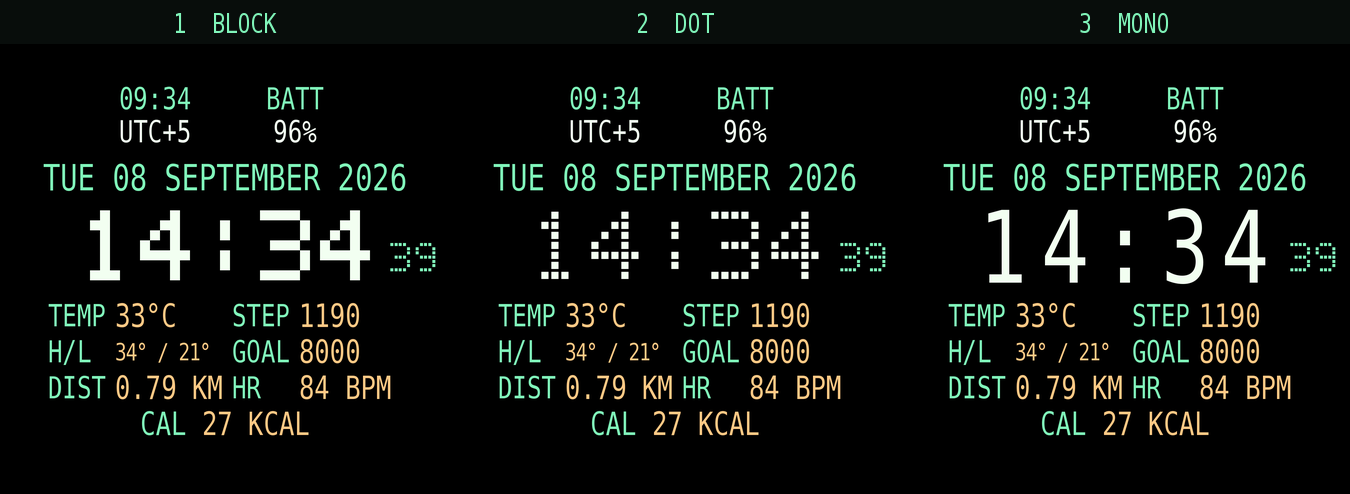 1 BLOCK
09:34 BATT
UTC+5 96%
TUE 08 SEPTEMBER 2026
14:34 39
TEMP 33°C STEP 1190
H/L 34° / 21° GOAL 8000
DIST 0.79 KM HR 84 BPM
CAL 27 KCAL
2 DOT
09:34 BATT
UTC+5 96%
TUE 08 SEPTEMBER 2026
14:34 39
TEMP 33°C STEP 1190
H/L 34° / 21° GOAL 8000
DIST 0.79 KM HR 84 BPM
CAL 27 KCAL
3 MONO
09:34 BATT
UTC+5 96%
TUE 08 SEPTEMBER 2026
14:34 39
TEMP 33°C STEP 1190
H/L 34° / 21° GOAL 8000
DIST 0.79 KM HR 84 BPM
CAL 27 KCAL